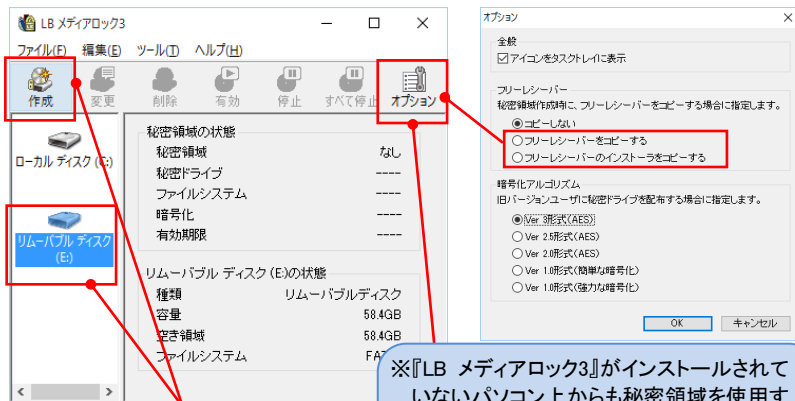 LB メディアロック3
ファイル(F) 編集(E) ツール(T) ヘルプ(H)
作成 変更 削除 有効 停止 すべて停止 オプション
ローカル ディスク (C:)
リムーバブル ディスク
(E:)
秘密領域の状態
秘密領域 なし
秘密ドライブ ----
ファイルシステム ----
暗号化 ----
有効期限 ----
リムーバブル ディスク (E:)の状態
種類 リムーバブルディスク
容量 58.4GB
空き領域 58.4GB
ファイルシステム
オプション
全般
アイコンをタスクトレイに表示
フリーレシーバー
秘密領域作成時に、フリーレシーバーをコピーする場合に指定します。
コピーしない
フリーレシーバーをコピーする
フリーレシーバーのインストーラをコピーする
暗号化アルゴリズム
旧バージョンユーザに秘密ドライブを配布する場合に指定します。
Ver 3形式(AES)
Ver 2.5形式(AES)
Ver 2.0形式(AES)
Ver 1.0形式(簡単な暗号化)
Ver 1.0形式(強力な暗号化)
OK キャンセル
※『LB メディアロック3』がインストールされて
いないパソコン上からも秘密領域を使用す